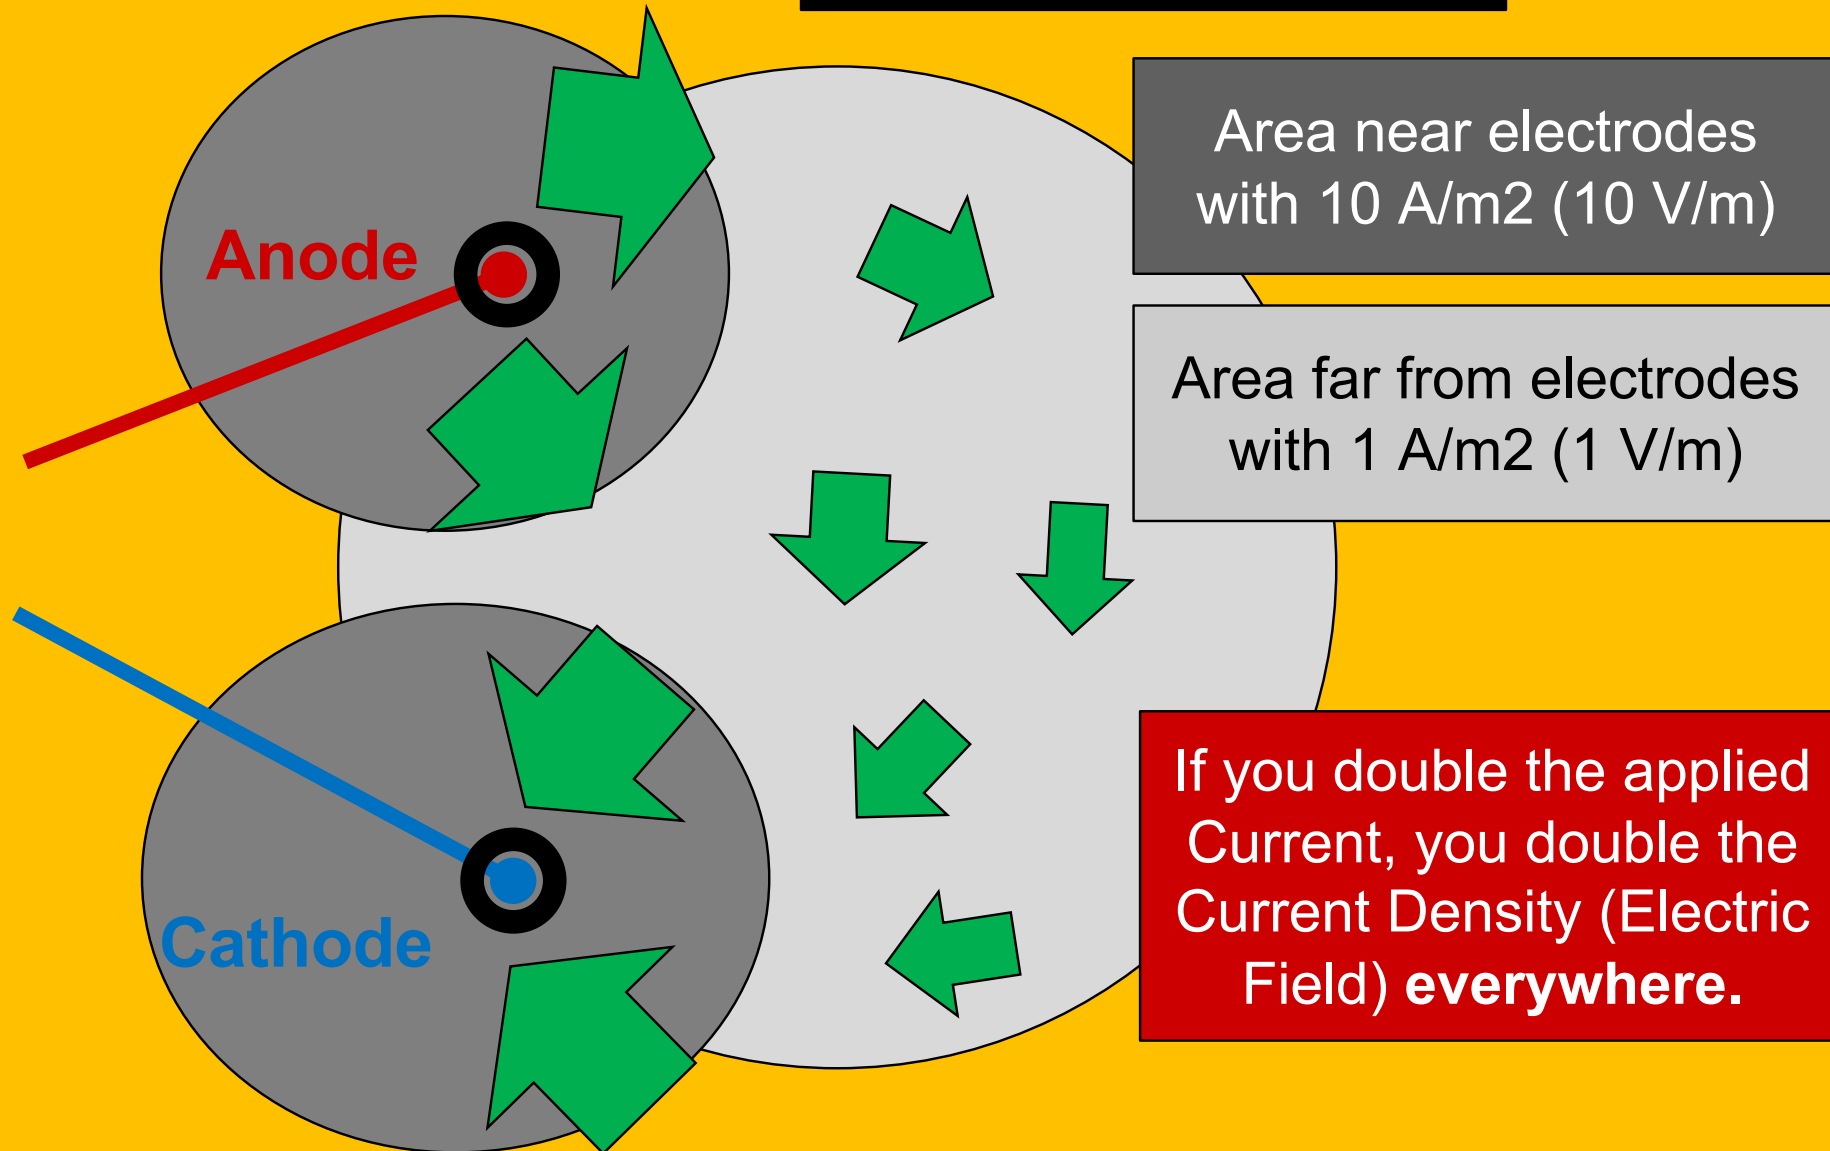 Area near electrodes
with 10 A/m2 (10 V/m)
Anode
Area far from electrodes
with 1 A/m2 (1 V/m)
If you double the applied
Current, you double the
Current Density (Electric
Field) everywhere.
Cathode